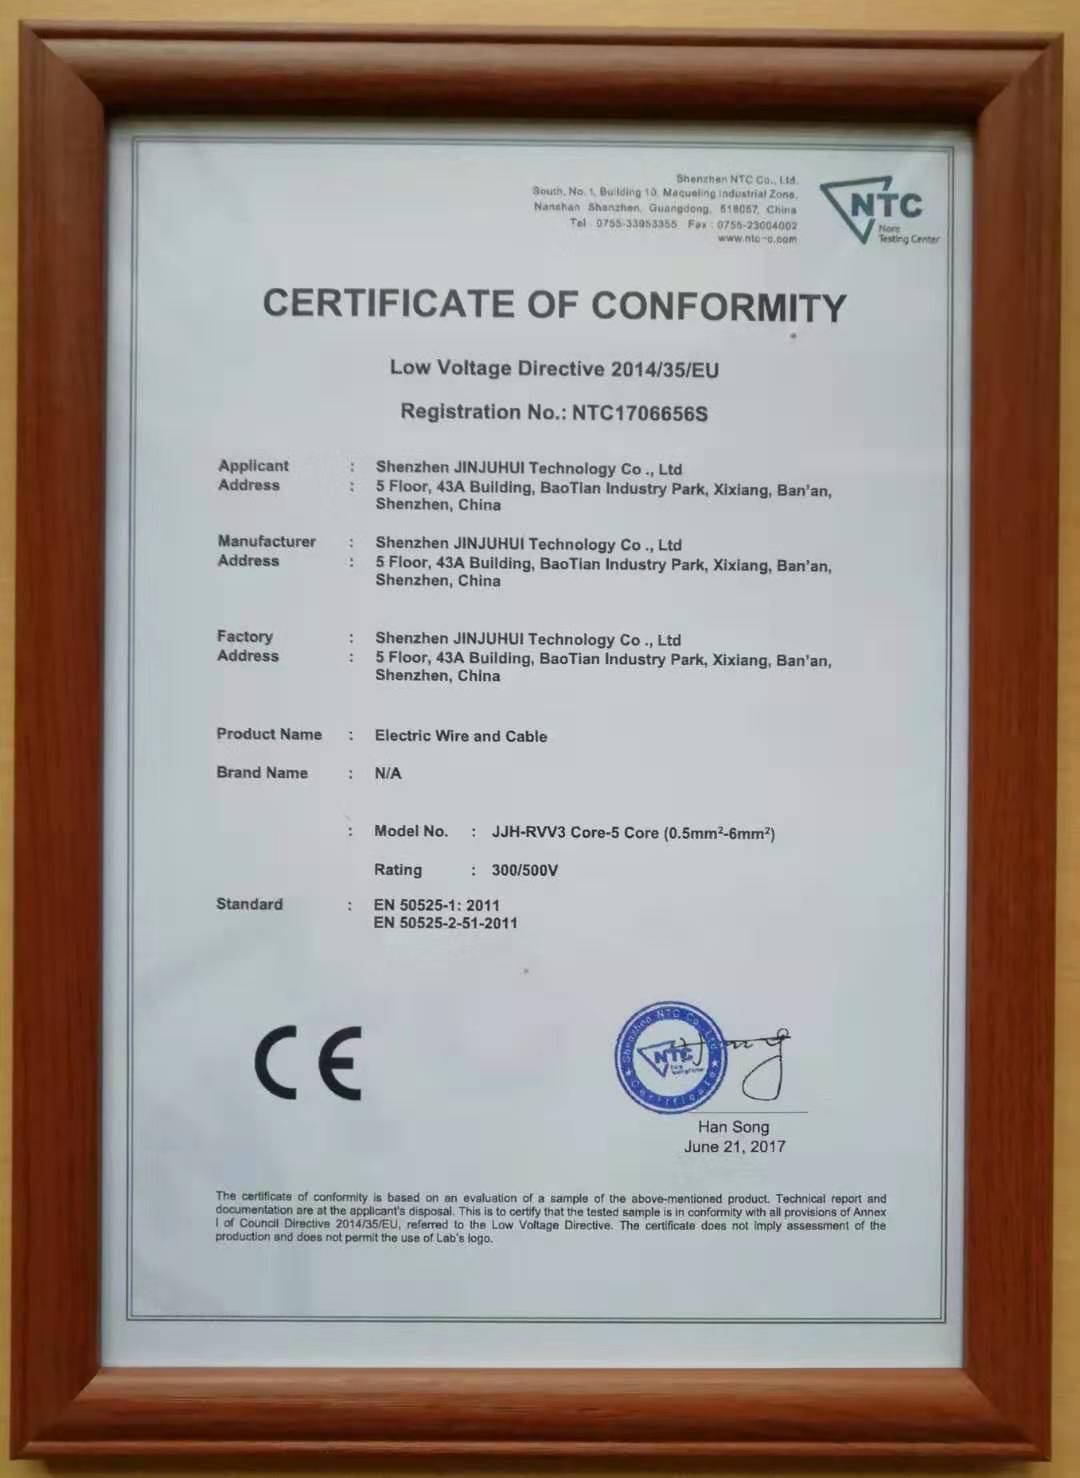 Shenzhen NTC Co., Ltd.
South, No. 1, Building 10, Maqueling Industrial Zone,
Nanshan Shenzhen, Guangdong, 518057, China
Tel : 0755-33953355 Fax : 0755-23004002
www.ntc-c.com
NTC
Nore
Testing Center
CERTIFICATE OF CONFORMITY
Low Voltage Directive 2014/35/EU
Registration No.: NTC1706656S
Applicant : Shenzhen JINJUHUI Technology Co ., Ltd
Address : 5 Floor, 43A Building, BaoTian Industry Park, Xixiang, Ban'an,
Shenzhen, China
Manufacturer : Shenzhen JINJUHUI Technology Co ., Ltd
Address : 5 Floor, 43A Building, BaoTian Industry Park, Xixiang, Ban'an,
Shenzhen, China
Factory : Shenzhen JINJUHUI Technology Co ., Ltd
Address : 5 Floor, 43A Building, BaoTian Industry Park, Xixiang, Ban'an,
Shenzhen, China
Product Name : Electric Wire and Cable
Brand Name : N/A
: Model No. : JJH-RVV3 Core-5 Core (0.5mm²-6mm²)
Rating : 300/500V
Standard : EN 50525-1: 2011
EN 50525-2-51-2011
CE
Shenzhen NTC Co., Ltd.
NTC
Certificate
Han Song
June 21, 2017
The certificate of conformity is based on an evaluation of a sample of the above-mentioned product. Technical report and
documentation are at the applicant's disposal. This is to certify that the tested sample is in conformity with all provisions of Annex
I of Council Directive 2014/35/EU, referred to the Low Voltage Directive. The certificate does not imply assessment of the
production and does not permit the use of Lab's logo.